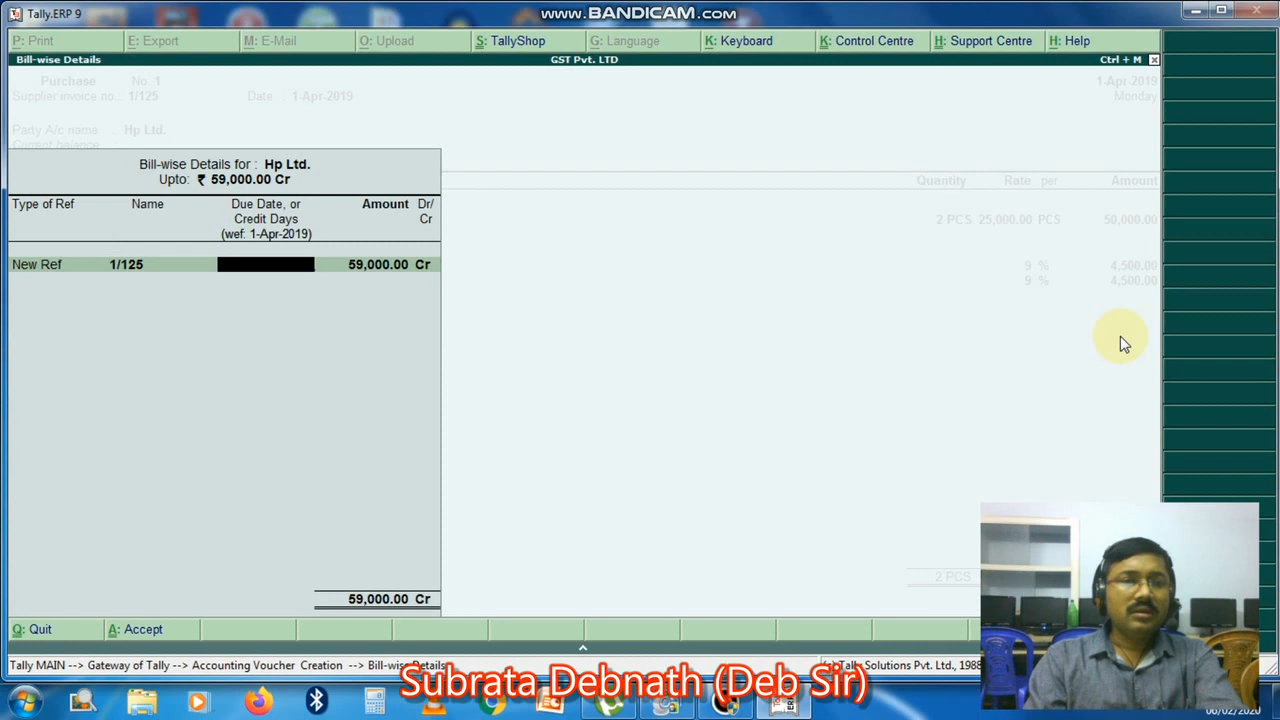 Tally.ERP 9
www.BANDICAM.com
P: Print E: Export M: E-Mail O: Upload S: TallyShop G: Language K: Keyboard K: Control Centre H: Support Centre H: Help
Bill-wise Details GST Pvt. LTD Ctrl + M
Purchase No. 1 1-Apr-2019
Supplier invoice no... 1/125 Date : 1-Apr-2019 Monday
Party A/c name : Hp Ltd.
Current balance :
Bill-wise Details for : Hp Ltd.
Upto: ₹ 59,000.00 Cr
Quantity Rate per Amount
Type of Ref Name Due Date, or Amount Dr/
Credit Days Cr
(wef. 1-Apr-2019)
2 PCS 25,000.00 PCS 50,000.00
New Ref 1/125 59,000.00 Cr
9 % 4,500.00
9 % 4,500.00
2 PCS
59,000.00 Cr
Q: Quit A: Accept
Tally MAIN --> Gateway of Tally --> Accounting Voucher Creation --> Bill-wise Details (c) Tally Solutions Pvt. Ltd., 1988
Subrata Debnath (Deb Sir)
06/02/2020